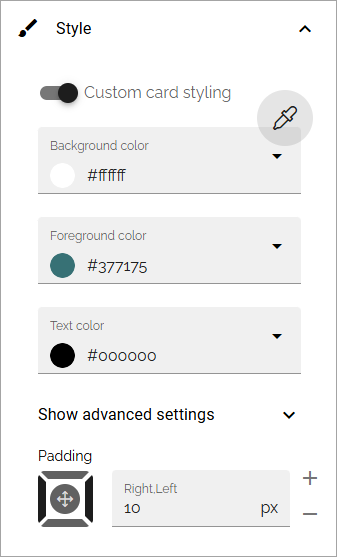 Style
Custom card styling
Background color
#ffffff
Foreground color
#377175
Text color
#000000
Show advanced settings
Padding
Right,Left
10 px